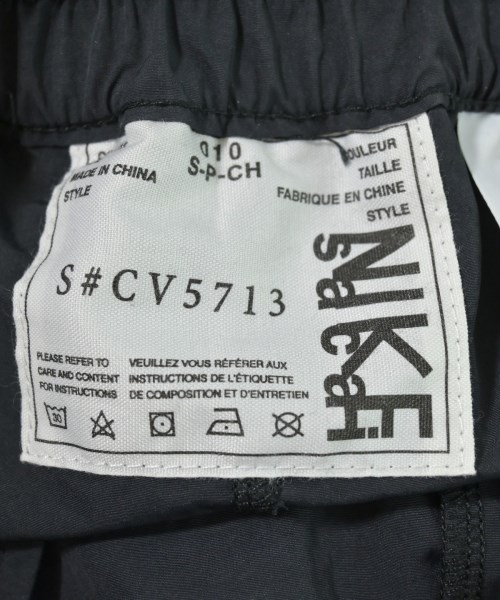 010
COULEUR
S-P-CH
TAILLE
MADE IN CHINA
FABRIQUE EN CHINE
STYLE
STYLE
S#CV5713
NIKE
sacai
PLEASE REFER TO
CARE AND CONTENT
FOR INSTRUCTIONS
VEUILLEZ VOUS RÉFÉRER AUX
INSTRUCTIONS DE L'ÉTIQUETTE
DE COMPOSITION ET D'ENTRETIEN
30